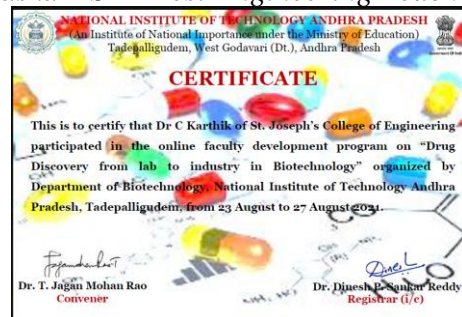 NATIONAL INSTITUTE OF TECHNOLOGY ANDHRA PRADESH
(An Institute of National Importance under the Ministry of Education)
Tadepalligudem, West Godavari (Dt.), Andhra Pradesh
CERTIFICATE
This is to certify that Dr C Karthik of St. Joseph's College of Engineering
participated in the online faculty development program on “Drug
Discovery from lab to industry in Biotechnology” organized by
Department of Biotechnology, National Institute of Technology Andhra
Pradesh, Tadepalligudem, from 23 August to 27 August 2021.
Dr. T. Jagan Mohan Rao
Convener
Dr. Dinesh P. Sankar Reddy
Registrar (i/c)